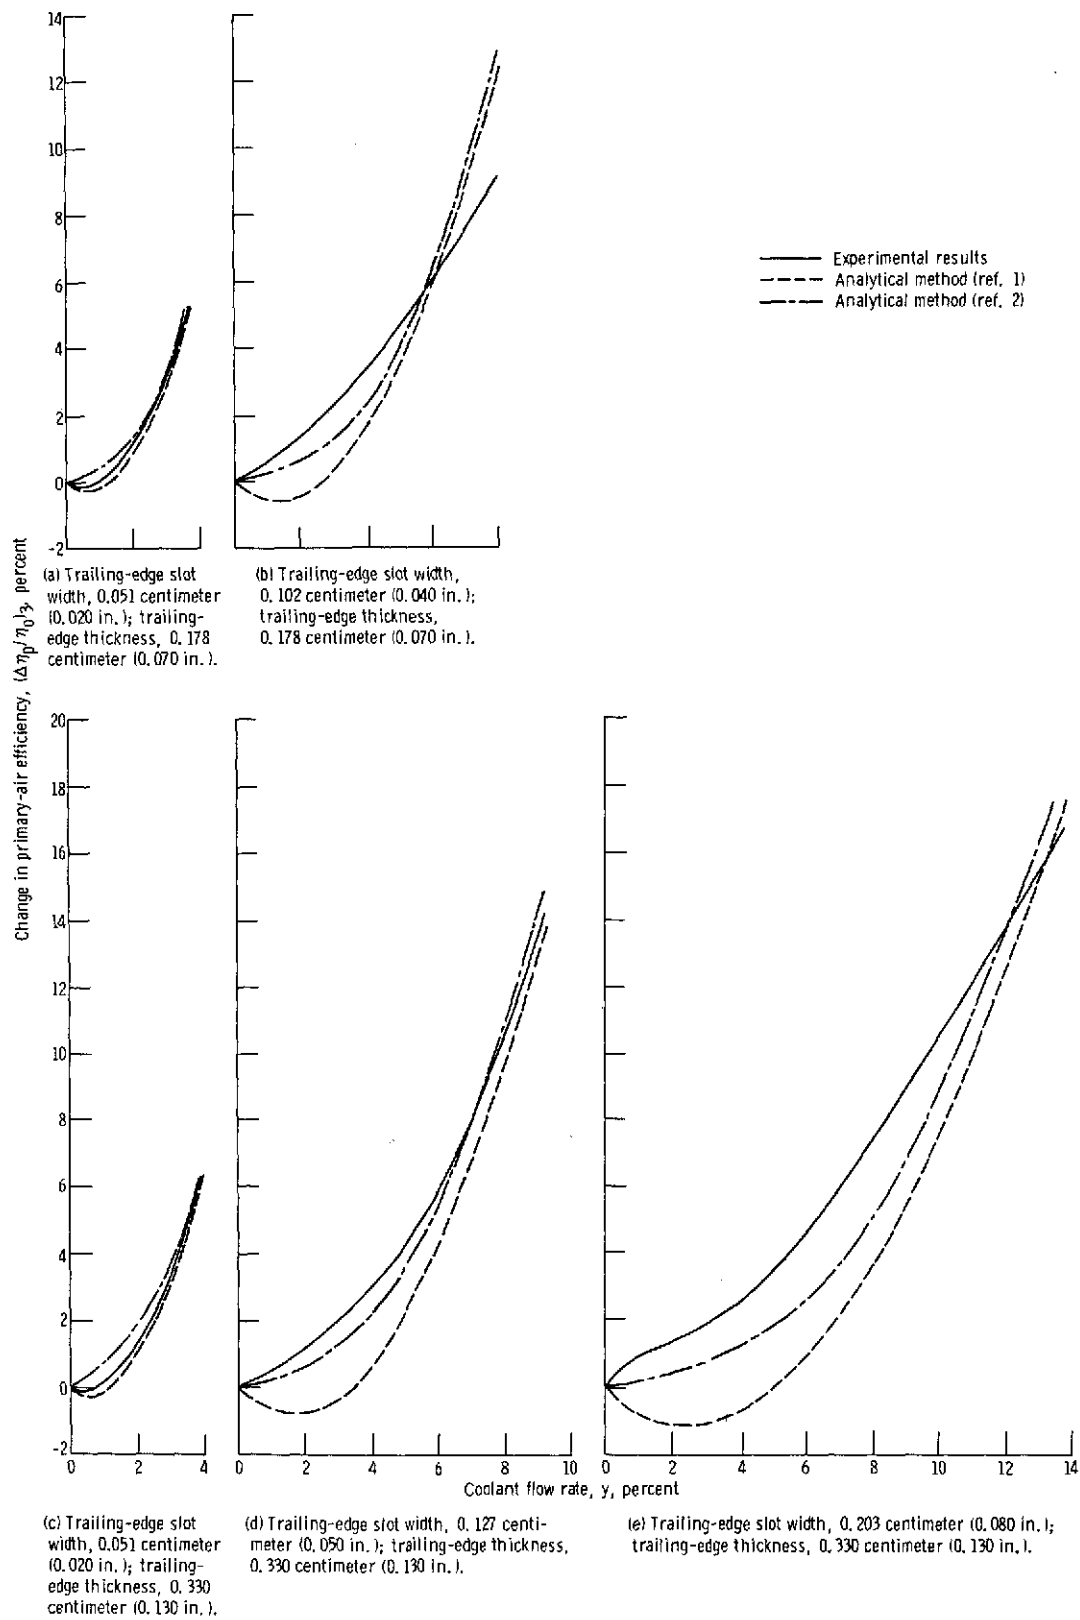 14
12
10
8
6
4
2
0
-2
Experimental results
Analytical method (ref. 1)
Analytical method (ref. 2)
(a) Trailing-edge slot
width, 0.051 centimeter
(0.020 in.); trailing-
edge thickness, 0.178
centimeter (0.070 in.).
(b) Trailing-edge slot width,
0.102 centimeter (0.040 in.);
trailing-edge thickness,
0.178 centimeter (0.070 in.).
Change in primary-air efficiency, (Δηp/η0)3, percent
20
18
16
14
12
10
8
6
4
2
0
-2
0 2 4
0 2 4 6 8 10
0 2 4 6 8 10 12 14
Coolant flow rate, y, percent
(c) Trailing-edge slot
width, 0.051 centimeter
(0.020 in.); trailing-
edge thickness, 0.330
centimeter (0.130 in.).
(d) Trailing-edge slot width, 0.127 centi-
meter (0.050 in.); trailing-edge thickness,
0.330 centimeter (0.130 in.).
(e) Trailing-edge slot width, 0.203 centimeter (0.080 in.);
trailing-edge thickness, 0.330 centimeter (0.130 in.).